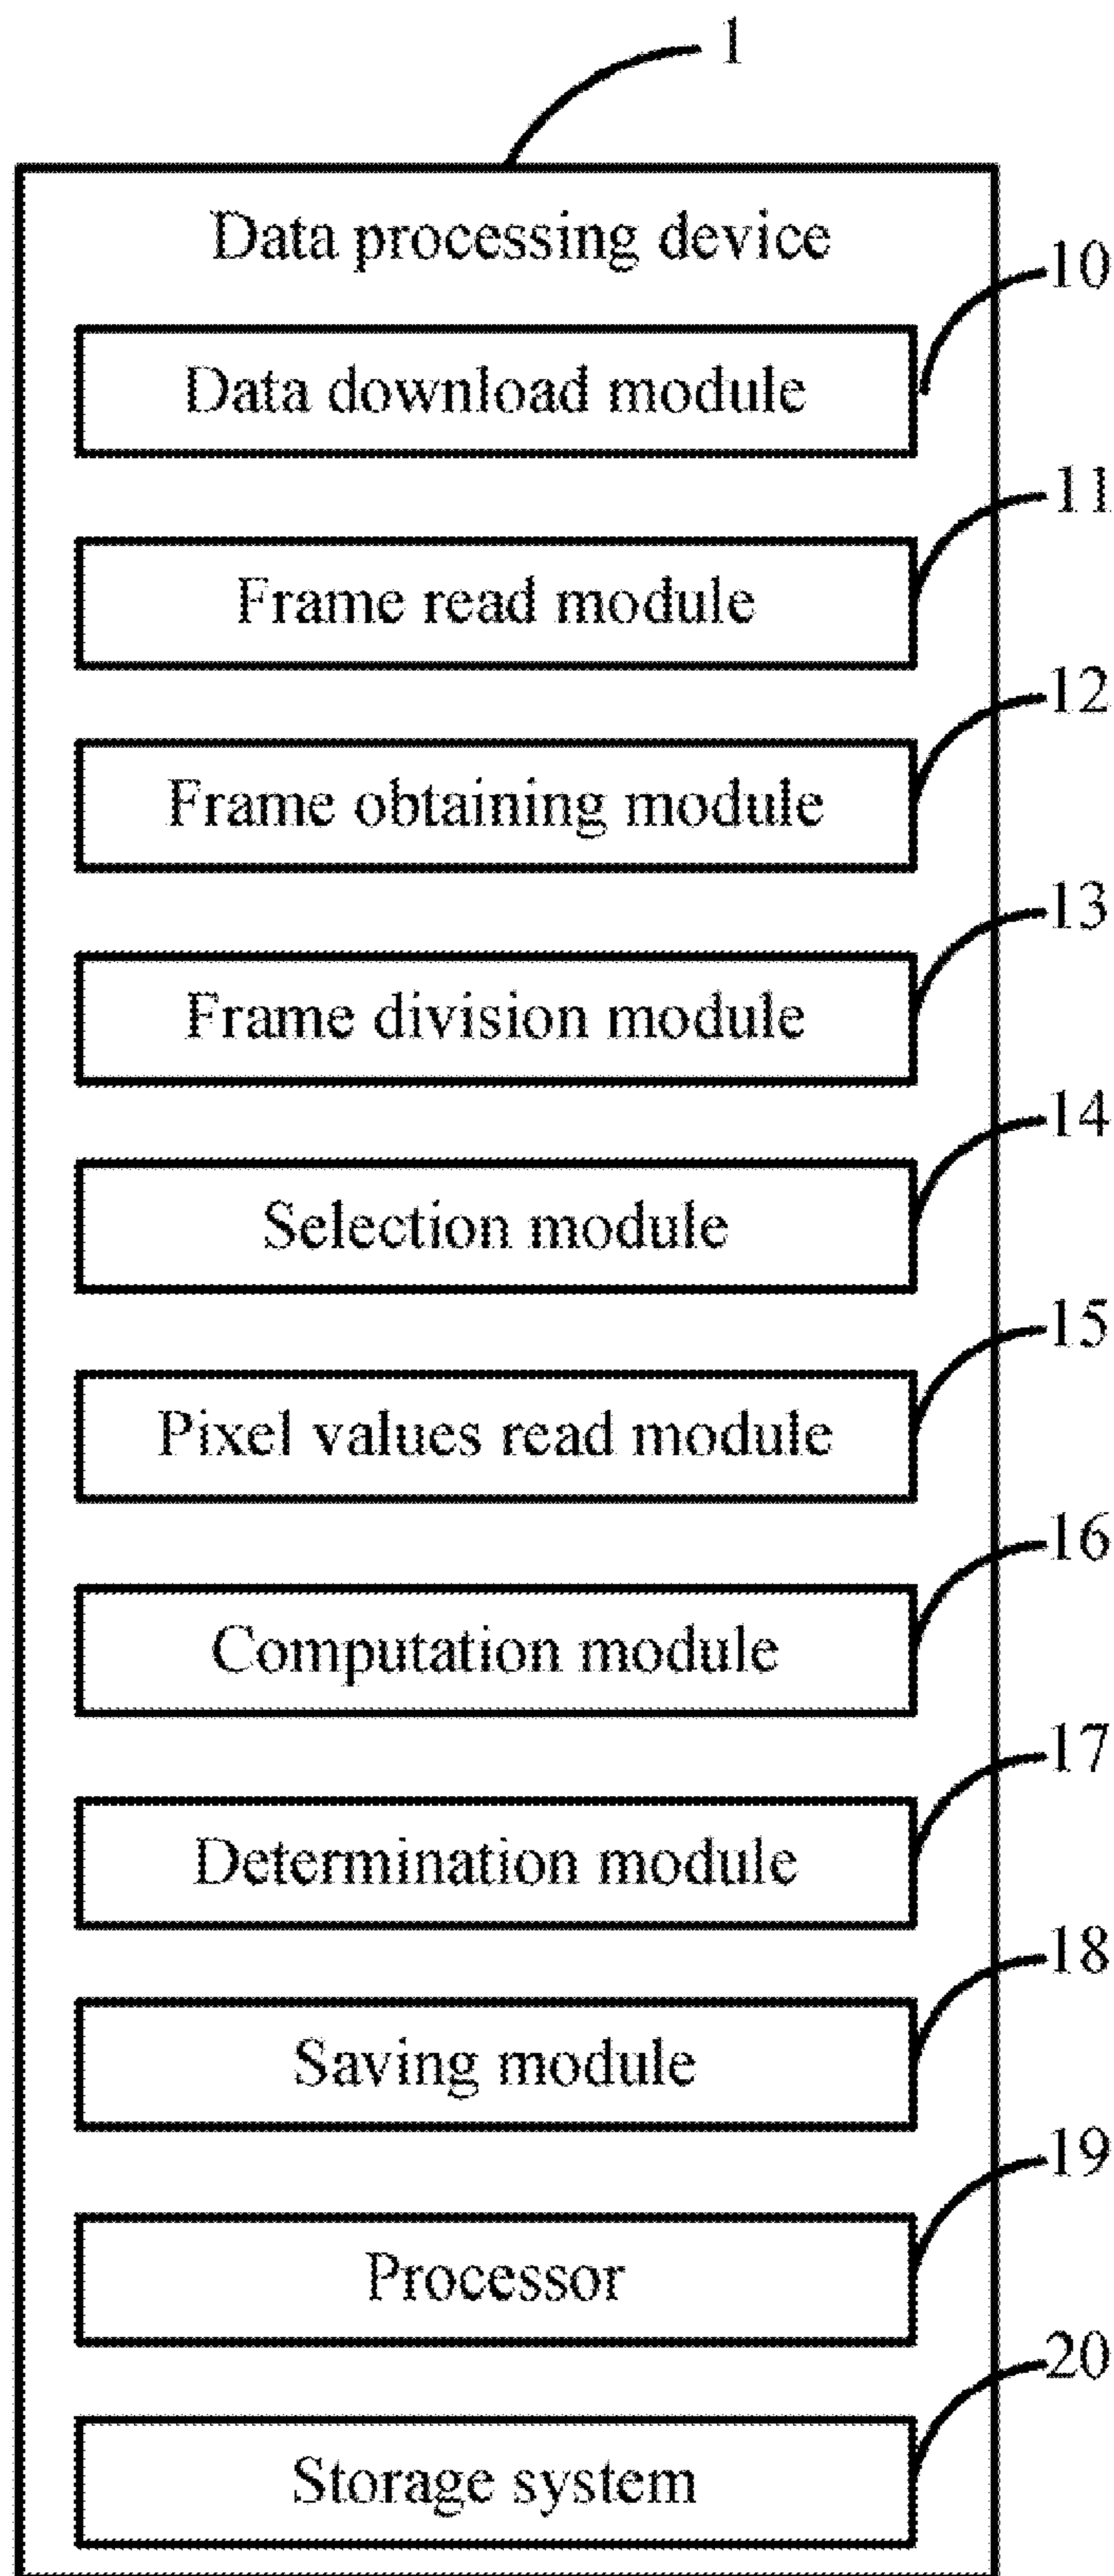 1
Data processing device
10
Data download module
11
Frame read module
12
Frame obtaining module
13
Frame division module
14
Selection module
15
Pixel values read module
16
Computation module
17
Determination module
18
Saving module
19
Processor
20
Storage system